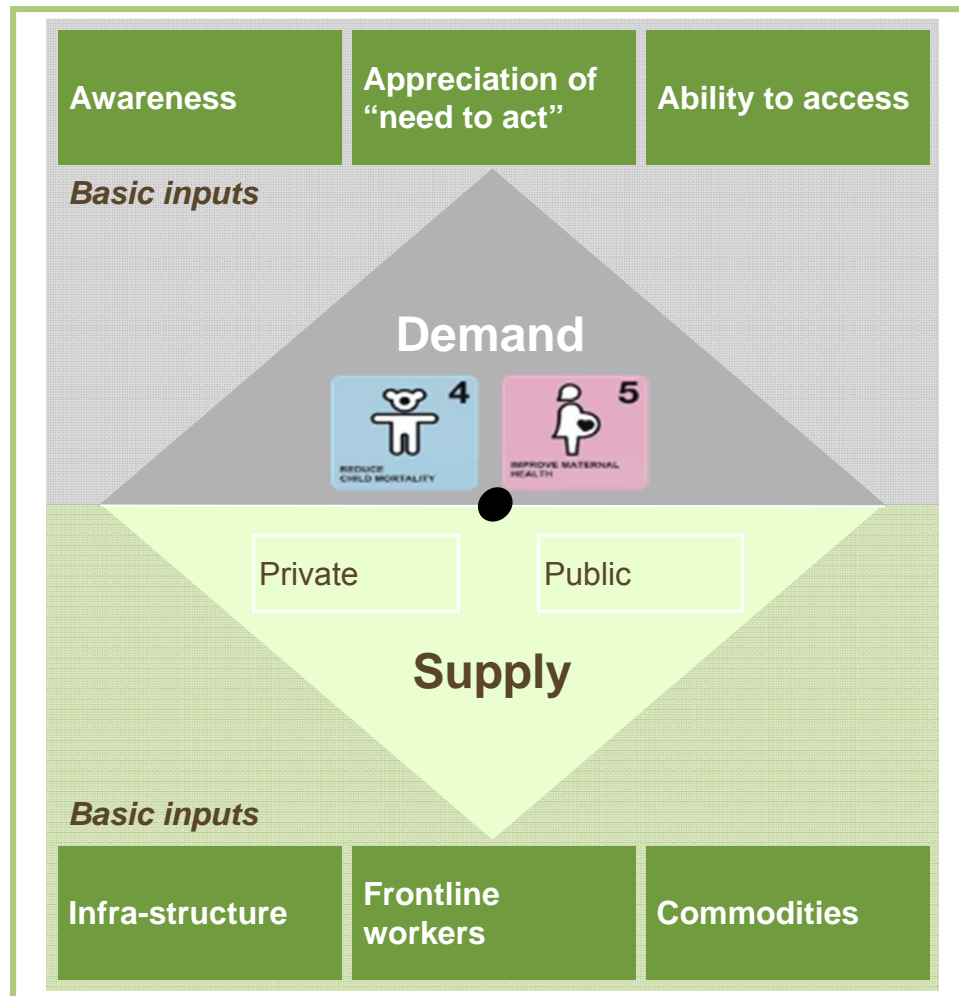 Awareness
Appreciation of
“need to act”
Ability to access
Basic inputs
Demand
4
REDUCE
CHILD MORTALITY
5
IMPROVE MATERNAL
HEALTH
Private
Public
Supply
Basic inputs
Infra-structure
Frontline
workers
Commodities